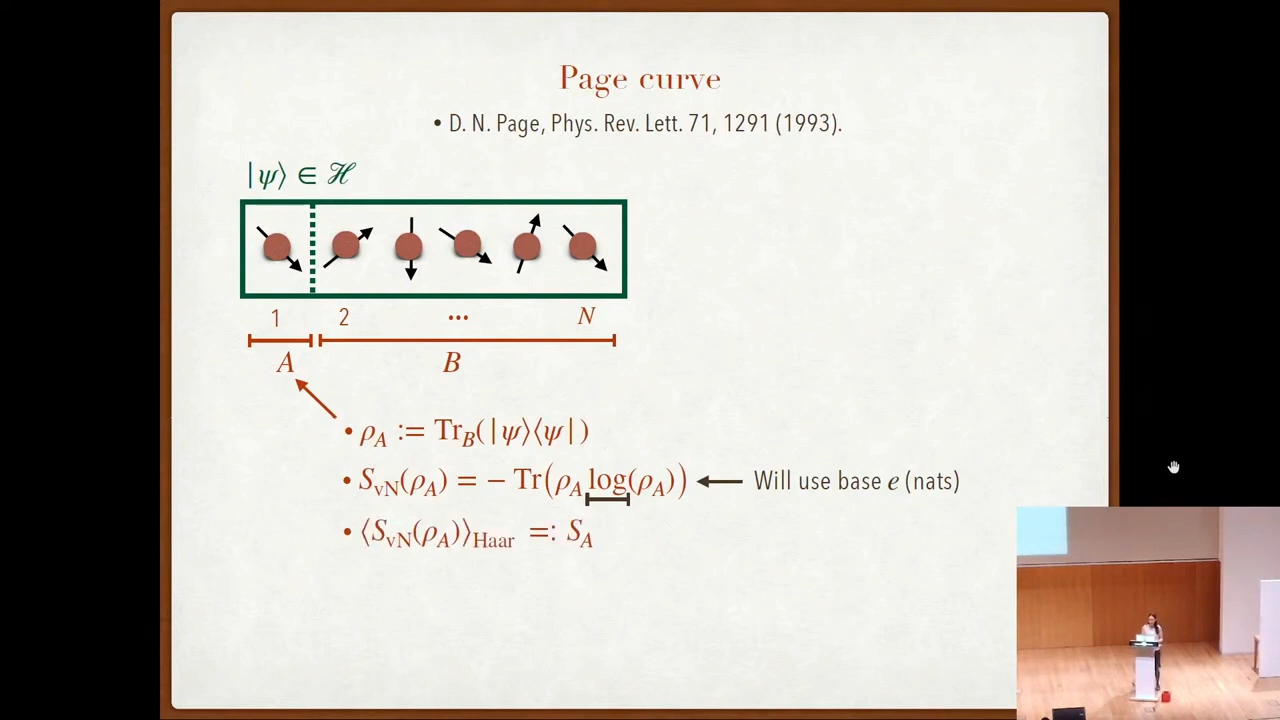 Page curve
• D. N. Page, Phys. Rev. Lett. 71, 1291 (1993).
|ψ⟩ ∈ ℋ
1 2 ... N
A B
• ρ_A := Tr_B(|ψ⟩⟨ψ|)
• S_vN(ρ_A) = − Tr(ρ_A log(ρ_A)) ← Will use base e (nats)
• ⟨S_vN(ρ_A)⟩_Haar =: S_A